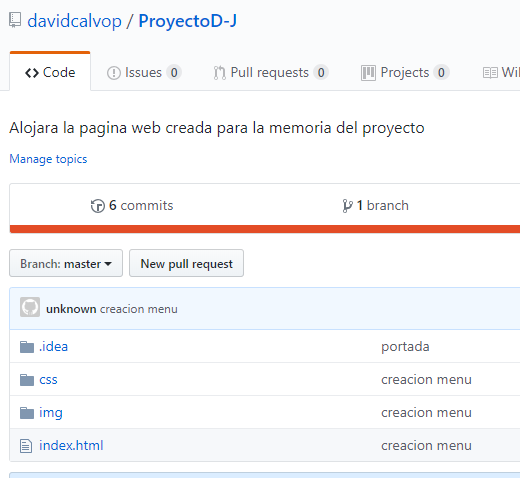 davidcalvop / ProyectoD-J
Code Issues 0 Pull requests 0 Projects 0
Alojara la pagina web creada para la memoria del proyecto
Manage topics
6 commits 1 branch
Branch: master New pull request
unknown creacion menu
.idea portada
css creacion menu
img creacion menu
index.html creacion menu